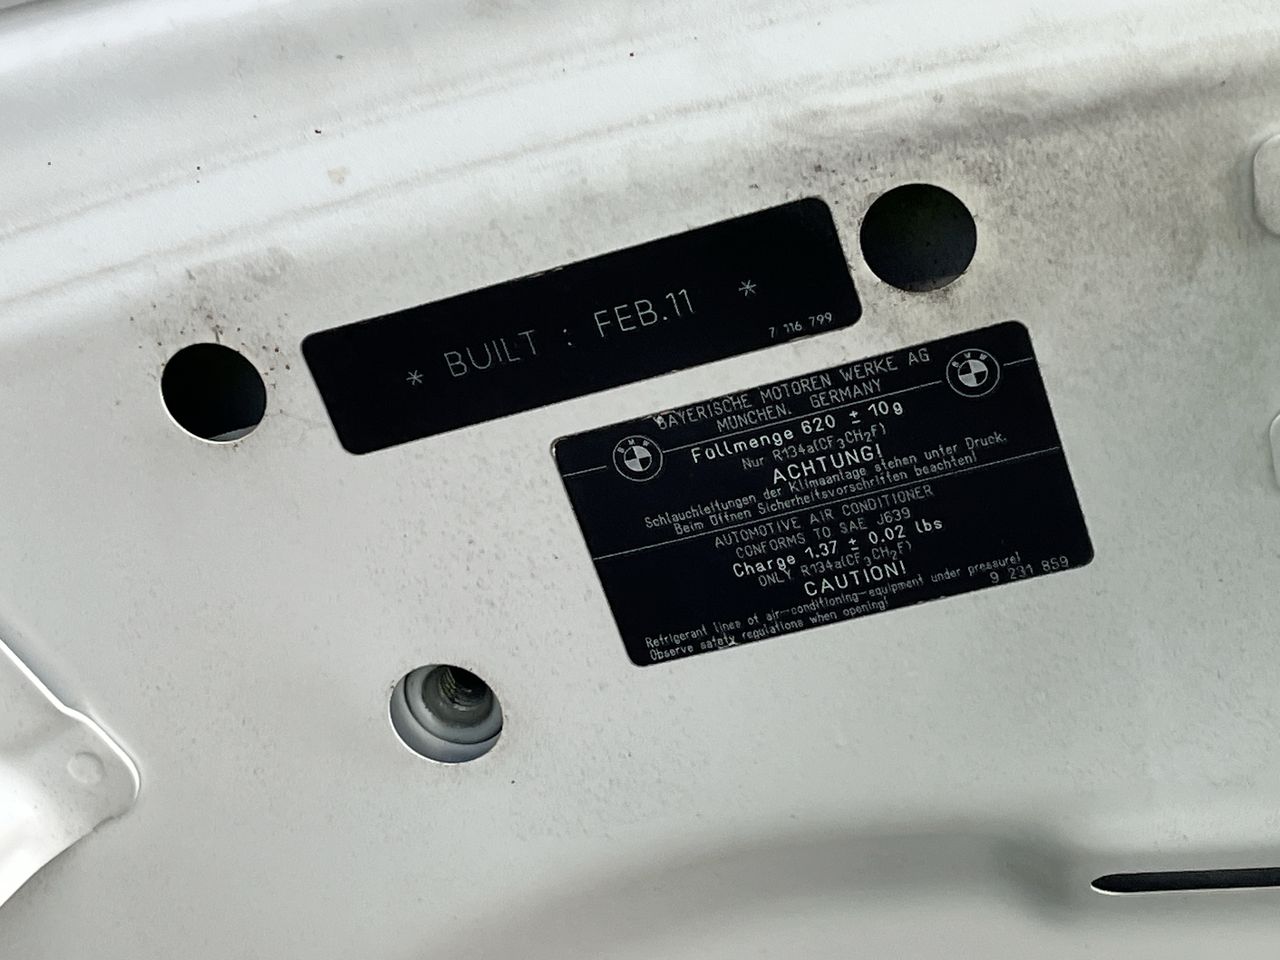 * BUILT : FEB.11 *
7 116 799
BAYERISCHE MOTOREN WERKE AG
MÜNCHEN, GERMANY
BMW
BMW
Füllmenge 620 ± 10g
Nur R134a(CF3CH2F)
ACHTUNG!
Schlauchleitungen der Klimaanlage stehen unter Druck.
Beim Öffnen Sicherheitsvorschriften beachten!
AUTOMOTIVE AIR CONDITIONER
CONFORMS TO SAE J639
Charge 1.37 ± 0.02 lbs
ONLY R134a(CF3CH2F)
CAUTION!
Refrigerant lines of air-conditioning-equipment under pressure!
Observe safety regulations when opening!
9 231 859